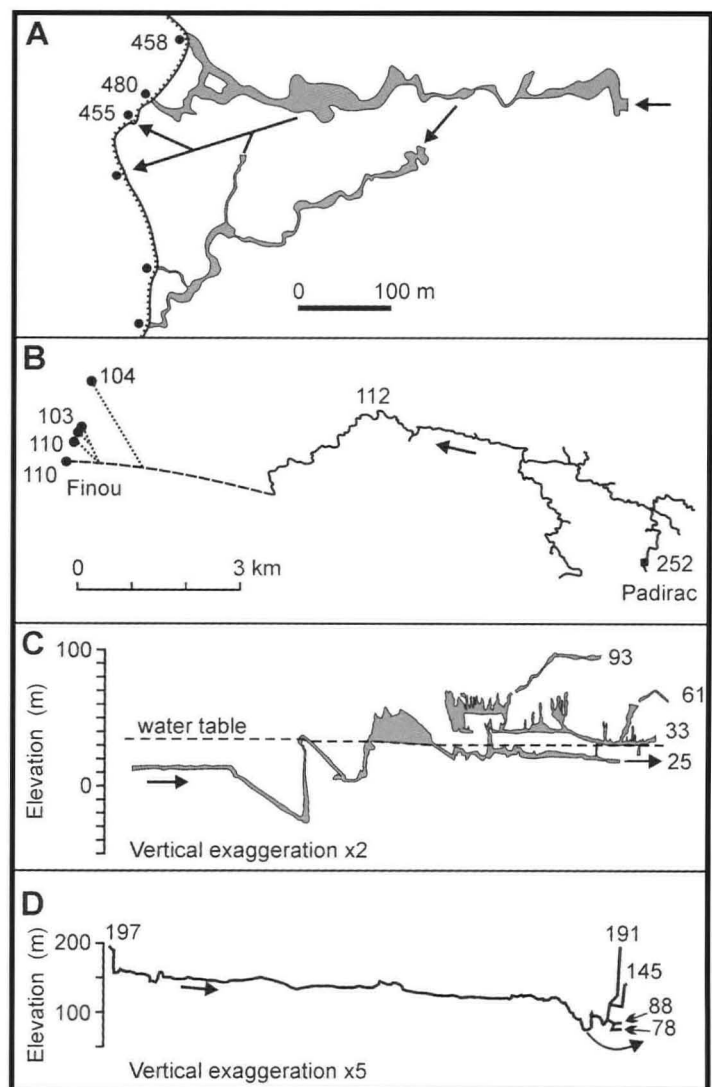 A
458
480
455
0 100 m
B
104
103
112
110
110
Finou
0 3 km
252
Padirac
C
100
93
61
water table
33
25
0
Elevation (m)
Vertical exaggeration x2
D
197
200
191
145
100
88
78
Elevation (m)
Vertical exaggeration x5